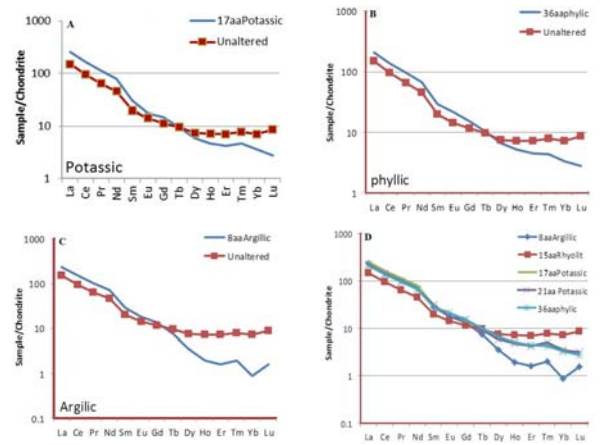 A
17aaPotassic
Unaltered
1000
100
10
1
Sample/Chondrite
Potassic
La Ce Pr Nd Sm Eu Gd Tb Dy Ho Er Tm Yb Lu
B
36aaphylic
Unaltered
1000
100
10
1
Sample/Chondrite
phyllic
La Ce Pr Nd Sm Eu Gd Tb Dy Ho Er Tm Yb Lu
C
8aaArgillic
Unaltered
1000
100
10
1
0.1
Sample/Chondrite
Argilic
La Ce Pr Nd Sm Eu Gd Tb Dy Ho Er Tm Yb Lu
D
8aaArgillic
15aaRhyolit
17aaPotassic
21aa Potassic
36aaphylic
1000
100
10
1
0.1
Sample/Chondrite
La Ce Pr Nd Sm Eu Gd Tb Dy Ho Er Tm Yb Lu